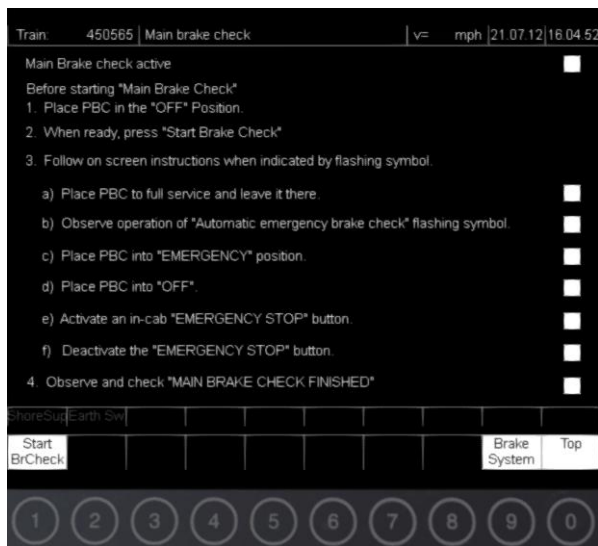 Train: 450565 Main brake check v= mph 21.07.12 16.04.52
Main Brake check active
Before starting "Main Brake Check"
1. Place PBC in the "OFF" Position.
2. When ready, press "Start Brake Check"
3. Follow on screen instructions when indicated by flashing symbol.
a) Place PBC to full service and leave it there.
b) Observe operation of "Automatic emergency brake check" flashing symbol.
c) Place PBC into "EMERGENCY" position.
d) Place PBC into "OFF".
e) Activate an in-cab "EMERGENCY STOP" button.
f) Deactivate the "EMERGENCY STOP" button.
4. Observe and check "MAIN BRAKE CHECK FINISHED"
ShoreSup Earth Sw
Start Brake Top
BrCheck System
1 2 3 4 5 6 7 8 9 0